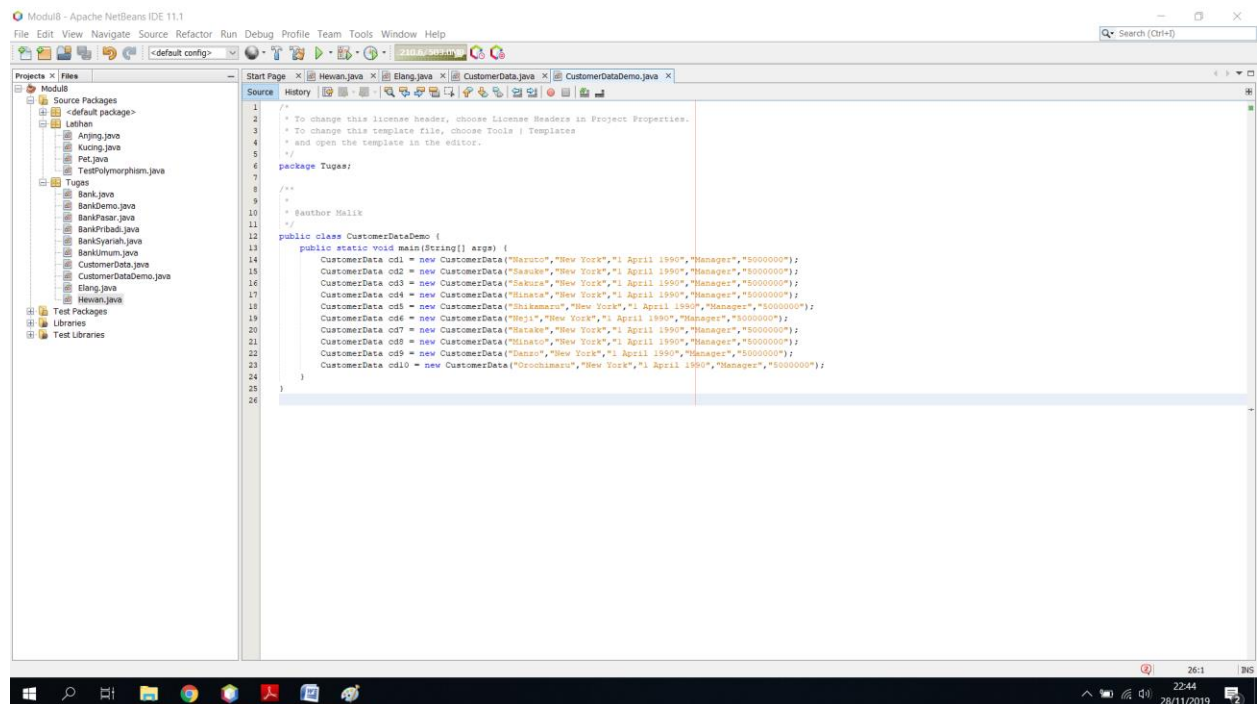 Modul8 - Apache NetBeans IDE 11.1
File Edit View Navigate Source Refactor Run Debug Profile Team Tools Window Help
Search (Ctrl+I)
<default config>
Projects Files
Modul8
Source Packages
<default package>
Latihan
Anjing.java
Kucing.java
Pet.java
TestPolymorphism.java
Tugas
Bank.java
BankDemo.java
BankPasar.java
BankPribadi.java
BankSyariah.java
BankUmum.java
CustomerData.java
CustomerDataDemo.java
Elang.java
Hewan.java
Test Packages
Libraries
Test Libraries
Start Page Hewan.java Elang.java CustomerData.java CustomerDataDemo.java
Source History
1 /*
2 * To change this license header, choose License Headers in Project Properties.
3 * To change this template file, choose Tools | Templates
4 * and open the template in the editor.
5 */
6 package Tugas;
7
8 /**
9 *
10 * @author Malik
11 */
12 public class CustomerDataDemo {
13 public static void main(String[] args) {
14 CustomerData cd1 = new CustomerData("Naruto","New York","1 April 1990","Manager","5000000");
15 CustomerData cd2 = new CustomerData("Sasuke","New York","1 April 1990","Manager","5000000");
16 CustomerData cd3 = new CustomerData("Sakura","New York","1 April 1990","Manager","5000000");
17 CustomerData cd4 = new CustomerData("Hinata","New York","1 April 1990","Manager","5000000");
18 CustomerData cd5 = new CustomerData("Shikamaru","New York","1 April 1990","Manager","5000000");
19 CustomerData cd6 = new CustomerData("Neji","New York","1 April 1990","Manager","5000000");
20 CustomerData cd7 = new CustomerData("Hatake","New York","1 April 1990","Manager","5000000");
21 CustomerData cd8 = new CustomerData("Minato","New York","1 April 1990","Manager","5000000");
22 CustomerData cd9 = new CustomerData("Danzo","New York","1 April 1990","Manager","5000000");
23 CustomerData cd10 = new CustomerData("Orochimaru","New York","1 April 1990","Manager","5000000");
24 }
25 }
26
26:1 INS
22:44
28/11/2019